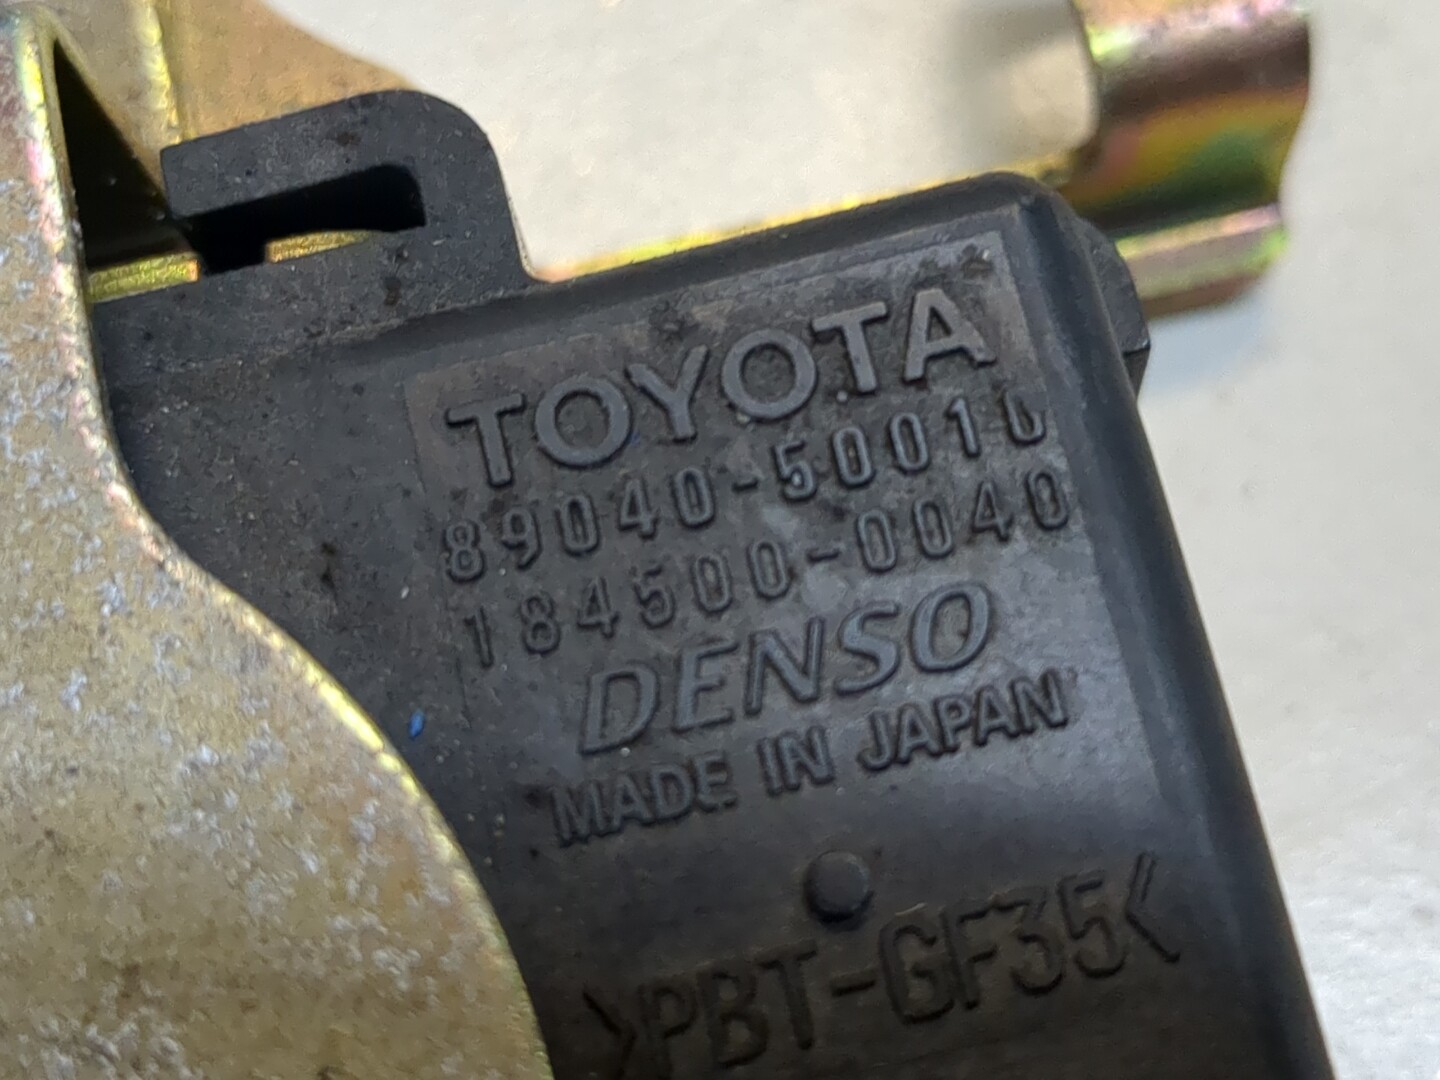 TOYOTA
89040-50010
184500-0040
DENSO
MADE IN JAPAN
>PBT-GF35<